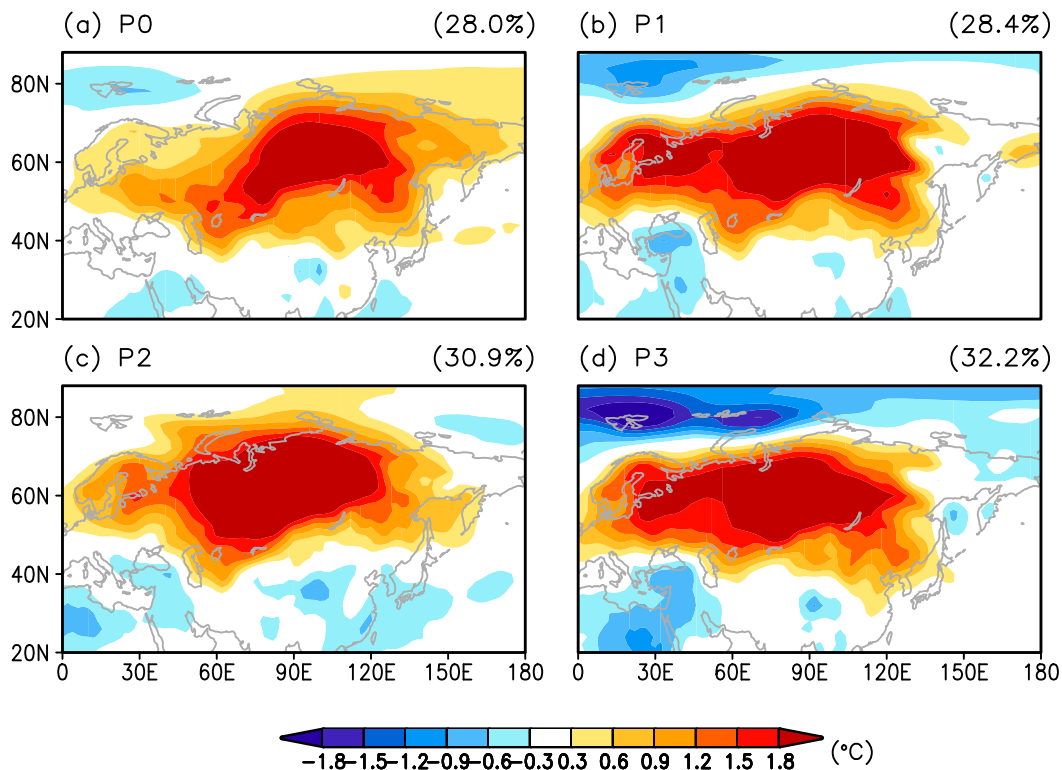 (a) P0 (28.0%)
(b) P1 (28.4%)
80N
60N
40N
20N
(c) P2 (30.9%)
(d) P3 (32.2%)
80N
60N
40N
20N
0 30E 60E 90E 120E 150E 180
0 30E 60E 90E 120E 150E 180
-1.8 -1.5 -1.2 -0.9 -0.6 -0.3 0.3 0.6 0.9 1.2 1.5 1.8 (°C)